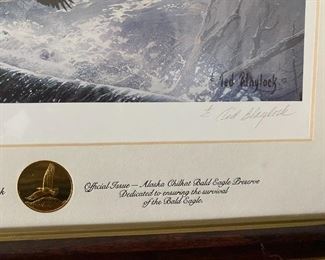 Ted Blaylock
Ted Blaylock
Official Issue — Alaska Chilkat Bald Eagle Preserve
Dedicated to ensuring the survival
of the Bald Eagle.